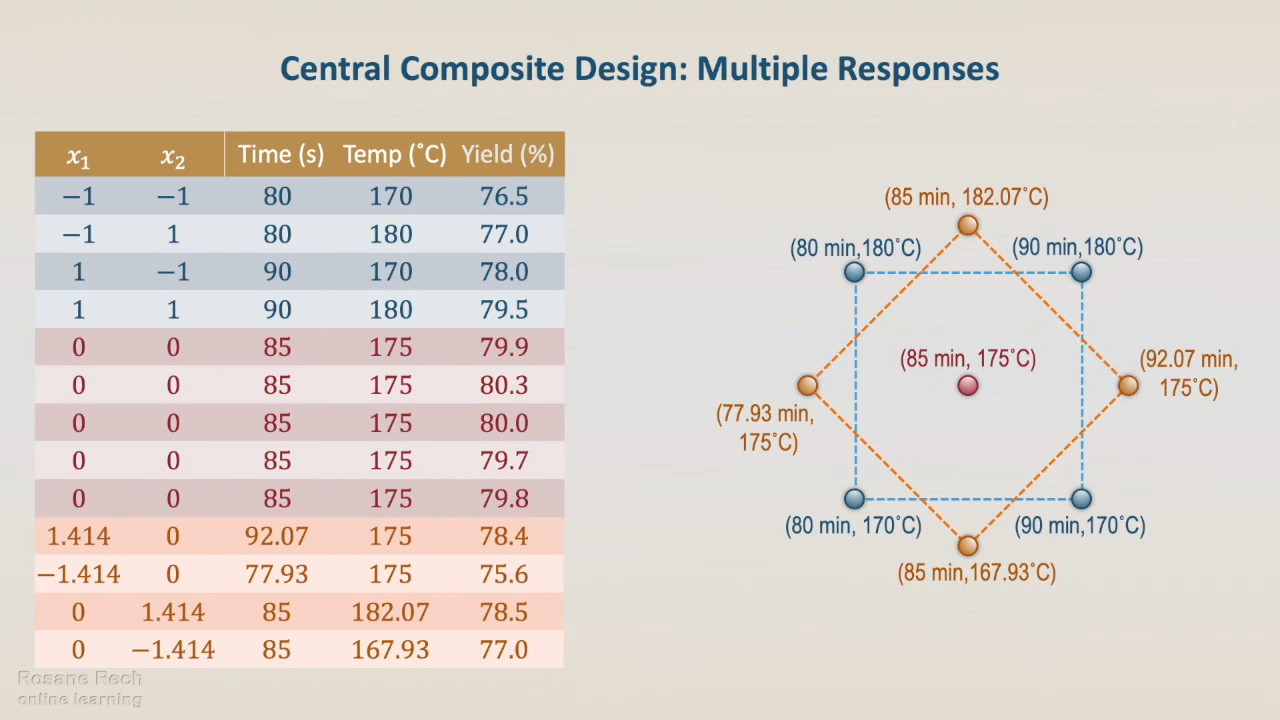 Central Composite Design: Multiple Responses
x₁ x₂ Time (s) Temp (˚C) Yield (%)
−1 −1 80 170 76.5
−1 1 80 180 77.0
1 −1 90 170 78.0
1 1 90 180 79.5
0 0 85 175 79.9
0 0 85 175 80.3
0 0 85 175 80.0
0 0 85 175 79.7
0 0 85 175 79.8
1.414 0 92.07 175 78.4
−1.414 0 77.93 175 75.6
0 1.414 85 182.07 78.5
0 −1.414 85 167.93 77.0
(85 min, 182.07˚C)
(80 min,180˚C)
(90 min,180˚C)
(85 min, 175˚C)
(92.07 min,
175˚C)
(77.93 min,
175˚C)
(80 min, 170˚C)
(90 min,170˚C)
(85 min,167.93˚C)
Rosane Rech
online learning